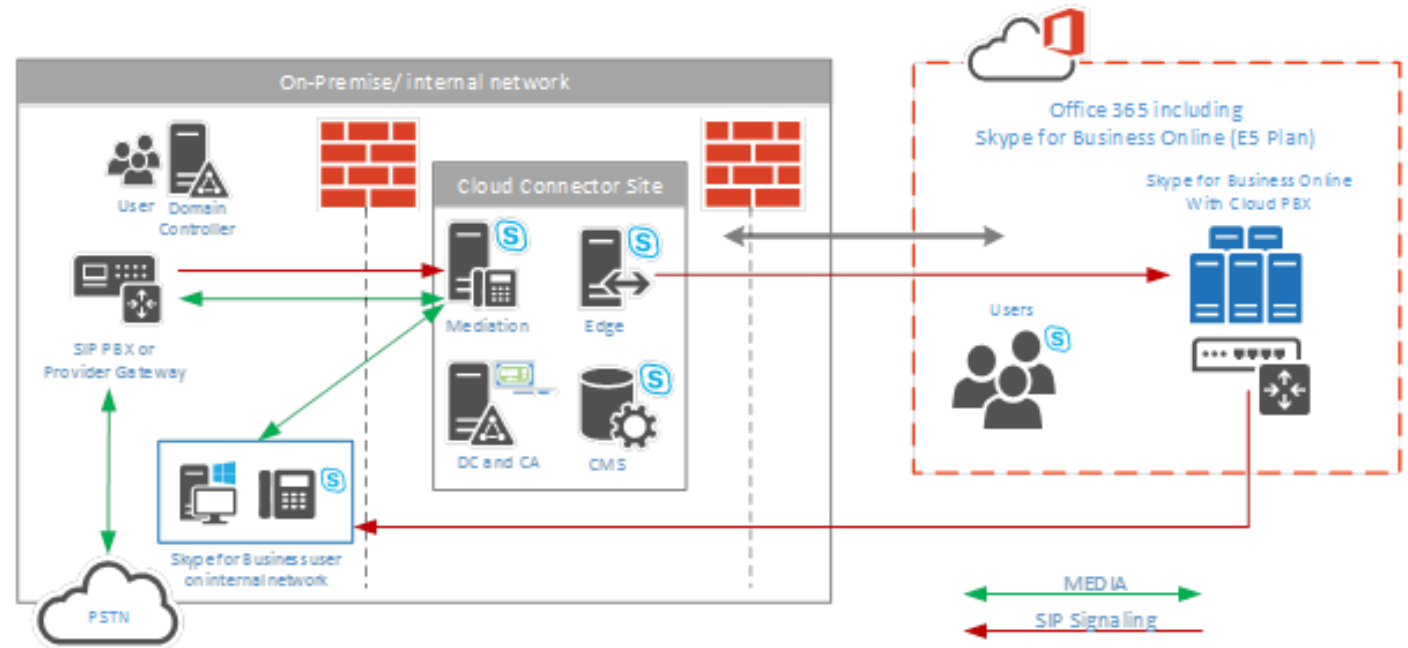 On-Premise/ internal network
User
Domain
Controller
SIP PBX or
Provider Gateway
Skype for Business user
on internal network
PSTN
Cloud Connector Site
S
Mediation
S
Edge
DC and CA
S
CMS
Office 365 including
Skype for Business Online (E5 Plan)
Skype for Business Online
With Cloud PBX
Users
S
S
MEDIA
SIP Signaling